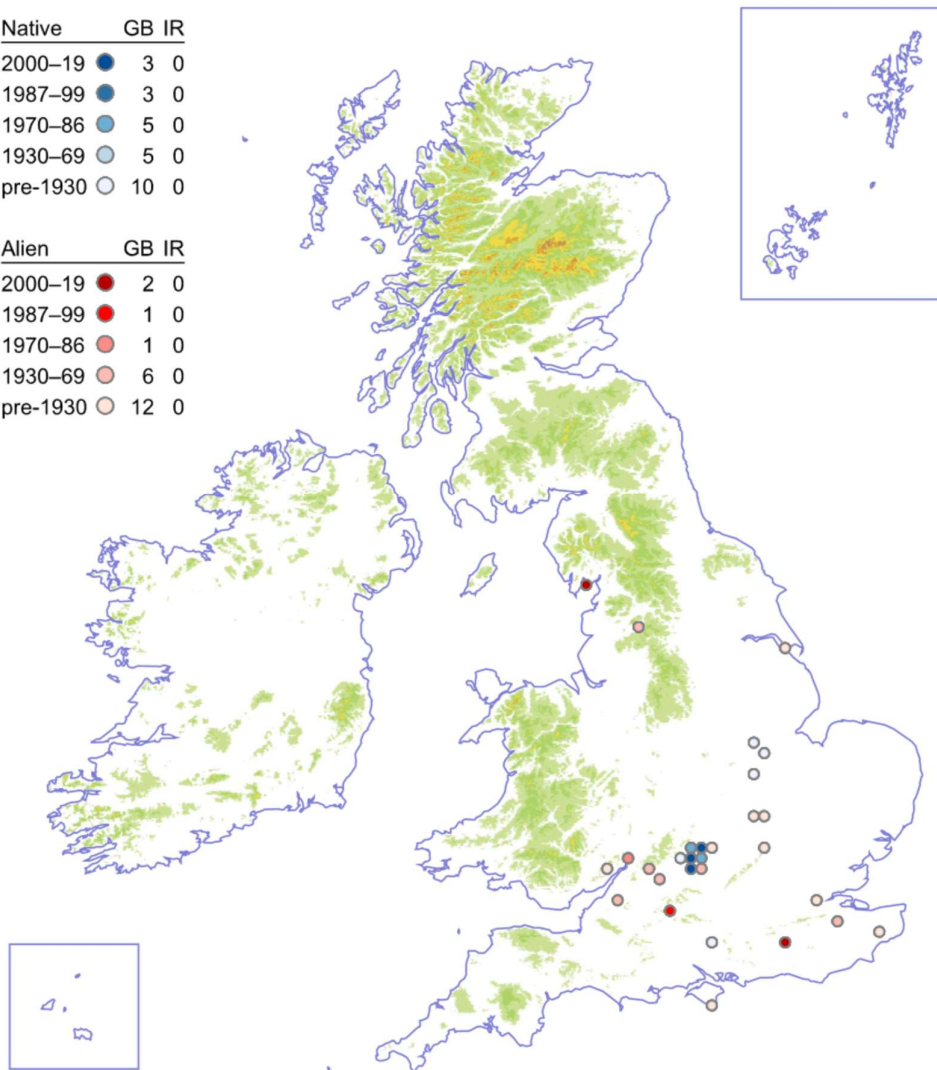 Native GB IR
2000–19 3 0
1987–99 3 0
1970–86 5 0
1930–69 5 0
pre-1930 10 0
Alien GB IR
2000–19 2 0
1987–99 1 0
1970–86 1 0
1930–69 6 0
pre-1930 12 0